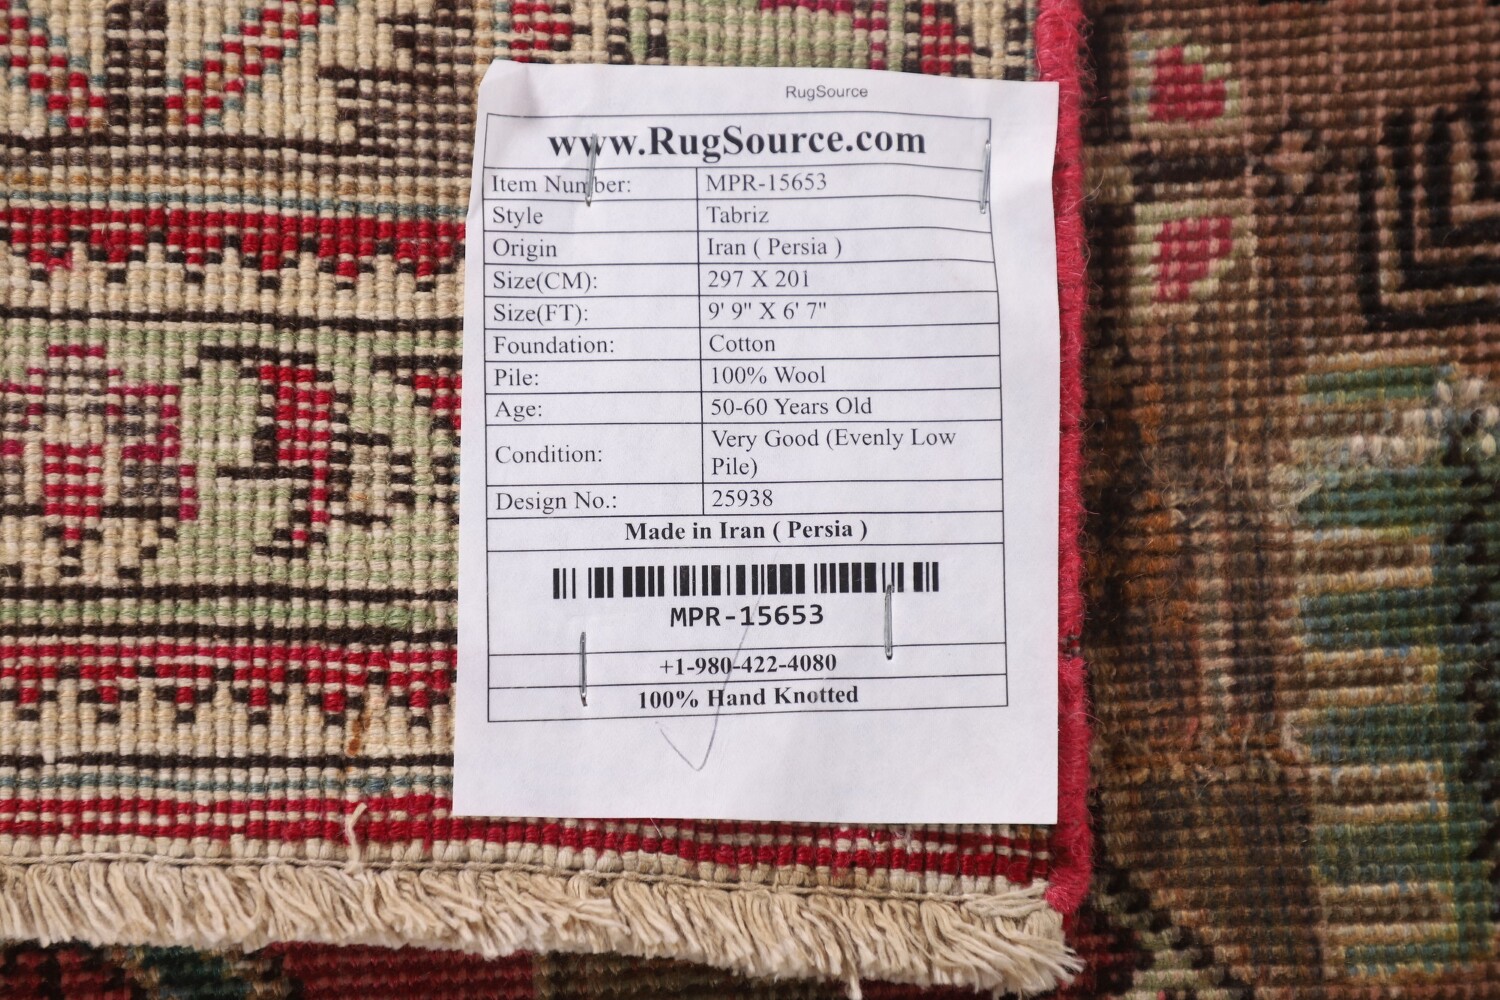 RugSource
www.RugSource.com
Item Number: MPR-15653
Style Tabriz
Origin Iran ( Persia )
Size(CM): 297 X 201
Size(FT): 9' 9" X 6' 7"
Foundation: Cotton
Pile: 100% Wool
Age: 50-60 Years Old
Condition: Very Good (Evenly Low
Pile)
Design No.: 25938
Made in Iran ( Persia )
MPR-15653
+1-980-422-4080
100% Hand Knotted